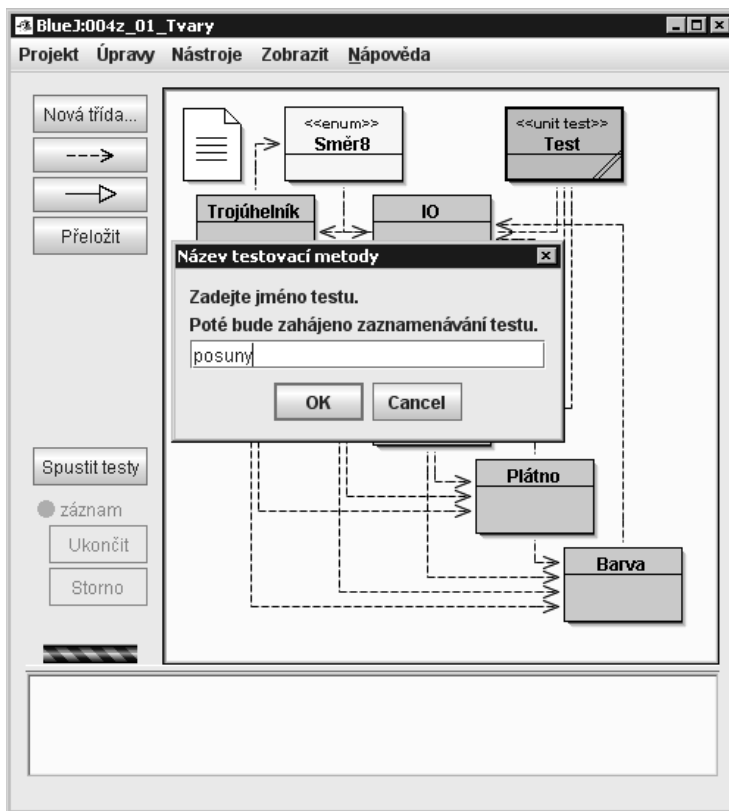 BlueJ:004z_01_Tvary
Projekt Úpravy Nástroje Zobrazit Nápověda
Nová třída...
Přeložit
<<enum>>
Směr8
<<unit test>>
Test
Trojúhelník
IO
Název testovací metody
Zadejte jméno testu.
Poté bude zahájeno zaznamenávání testu.
posuny
OK
Cancel
Spustit testy
záznam
Ukončit
Storno
Plátno
Barva